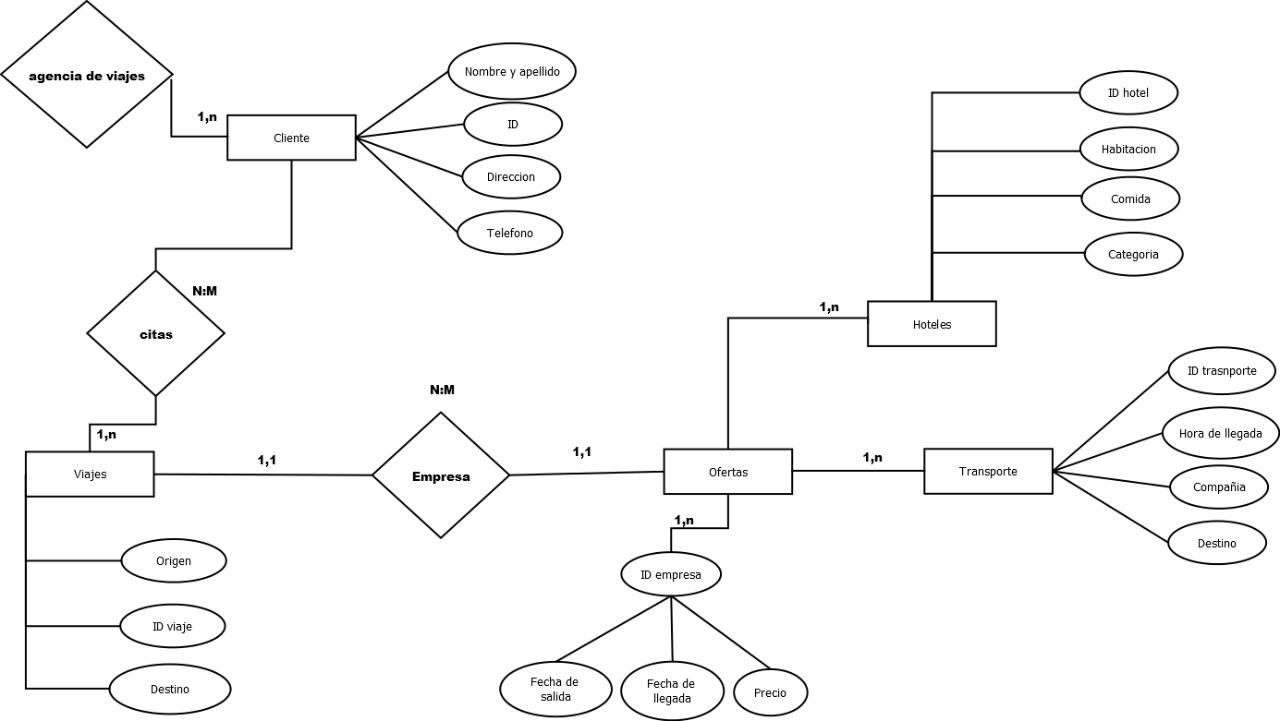 agencia de viajes
1,n
Cliente
Nombre y apellido
ID
Direccion
Telefono
N:M
citas
1,n
Viajes
Origen
ID viaje
Destino
1,1
N:M
Empresa
1,1
Ofertas
1,n
Hoteles
ID hotel
Habitacion
Comida
Categoria
1,n
Transporte
ID trasnporte
Hora de llegada
Compañia
Destino
1,n
ID empresa
Fecha de
salida
Fecha de
llegada
Precio